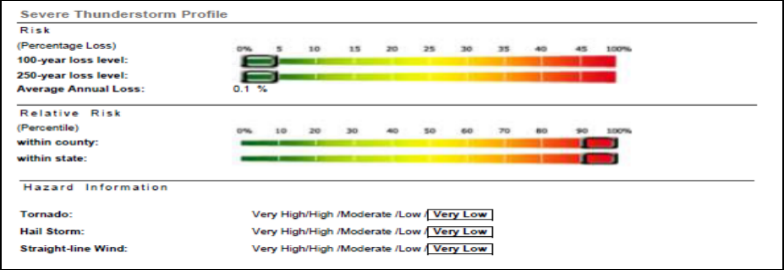 Severe Thunderstorm Profile
Risk
(Percentage Loss)
0% 5 10 15 20 25 30 35 40 45 100%
100-year loss level:
250-year loss level:
Average Annual Loss: 0.1 %
Relative Risk
(Percentile)
0% 10 20 30 40 50 60 70 80 90 100%
within county:
within state:
Hazard Information
Tornado: Very High/High /Moderate /Low / Very Low
Hail Storm: Very High/High /Moderate /Low / Very Low
Straight-line Wind: Very High/High /Moderate /Low / Very Low